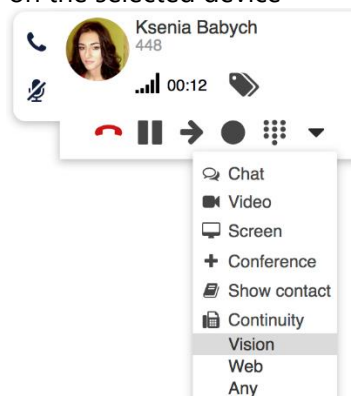 on the selected device
Ksenia Babych
448
00:12
Chat
Video
Screen
Conference
Show contact
Continuity
Vision
Web
Any